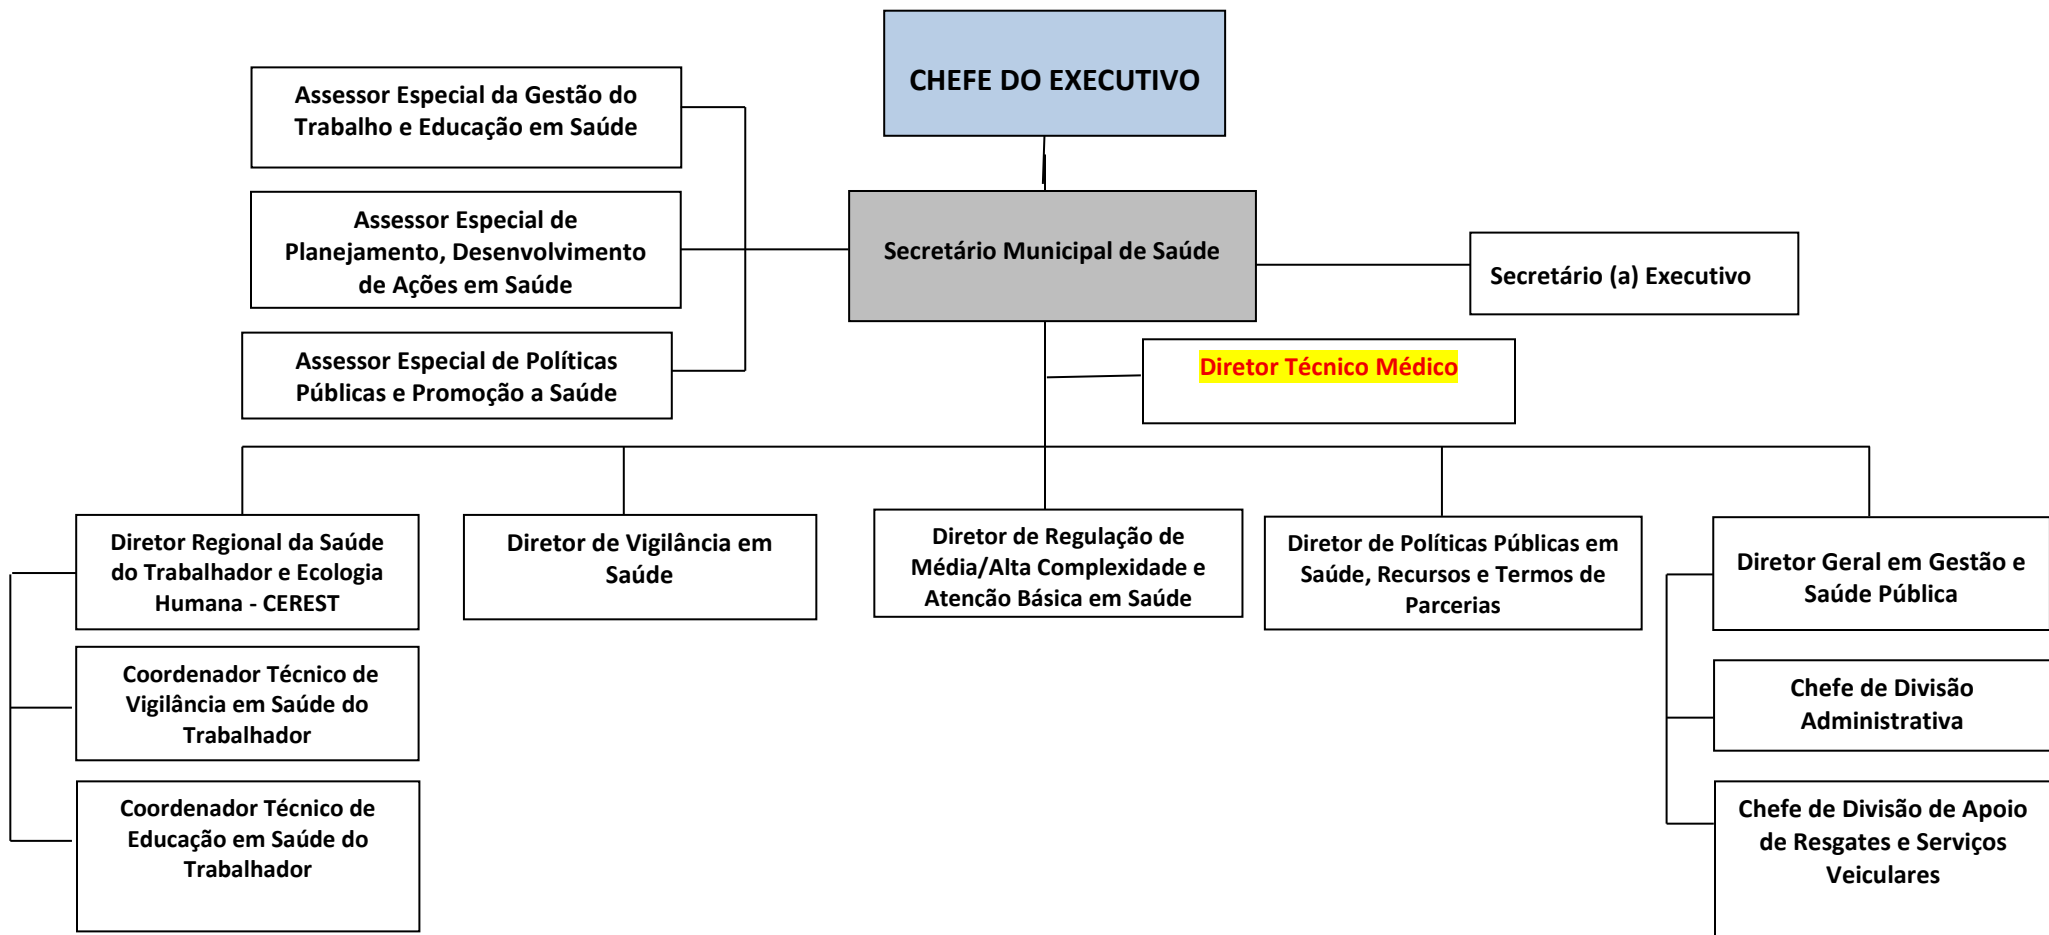 CHEFE DO EXECUTIVO
Assessor Especial da Gestão do
Trabalho e Educação em Saúde
Assessor Especial de
Planejamento, Desenvolvimento
de Ações em Saúde
Secretário Municipal de Saúde
Secretário (a) Executivo
Assessor Especial de Políticas
Públicas e Promoção a Saúde
Diretor Técnico Médico
Diretor Regional da Saúde
do Trabalhador e Ecologia
Humana - CEREST
Diretor de Vigilância em
Saúde
Diretor de Regulação de
Média/Alta Complexidade e
Atenção Básica em Saúde
Diretor de Políticas Públicas em
Saúde, Recursos e Termos de
Parcerias
Diretor Geral em Gestão e
Saúde Pública
Coordenador Técnico de
Vigilância em Saúde do
Trabalhador
Chefe de Divisão
Administrativa
Coordenador Técnico de
Educação em Saúde do
Trabalhador
Chefe de Divisão de Apoio
de Resgates e Serviços
Veiculares